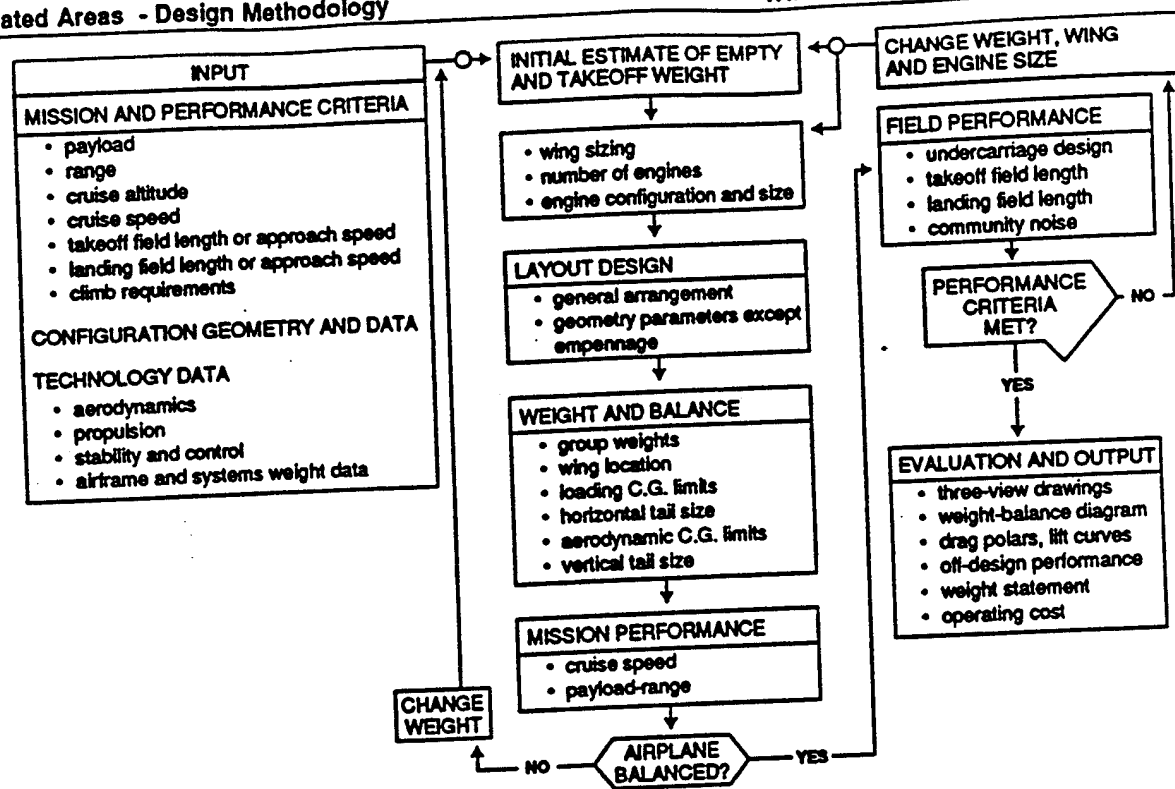 ated Areas - Design Methodology
INPUT
MISSION AND PERFORMANCE CRITERIA
• payload
• range
• cruise altitude
• cruise speed
• takeoff field length or approach speed
• landing field length or approach speed
• climb requirements
CONFIGURATION GEOMETRY AND DATA
TECHNOLOGY DATA
• aerodynamics
• propulsion
• stability and control
• airframe and systems weight data
INITIAL ESTIMATE OF EMPTY
AND TAKEOFF WEIGHT
• wing sizing
• number of engines
• engine configuration and size
LAYOUT DESIGN
• general arrangement
• geometry parameters except
empennage
WEIGHT AND BALANCE
• group weights
• wing location
• loading C.G. limits
• horizontal tail size
• aerodynamic C.G. limits
• vertical tail size
MISSION PERFORMANCE
• cruise speed
• payload-range
AIRPLANE
BALANCED?
NO
YES
CHANGE
WEIGHT
CHANGE WEIGHT, WING
AND ENGINE SIZE
FIELD PERFORMANCE
• undercarriage design
• takeoff field length
• landing field length
• community noise
PERFORMANCE
CRITERIA
MET?
NO
YES
EVALUATION AND OUTPUT
• three-view drawings
• weight-balance diagram
• drag polars, lift curves
• off-design performance
• weight statement
• operating cost